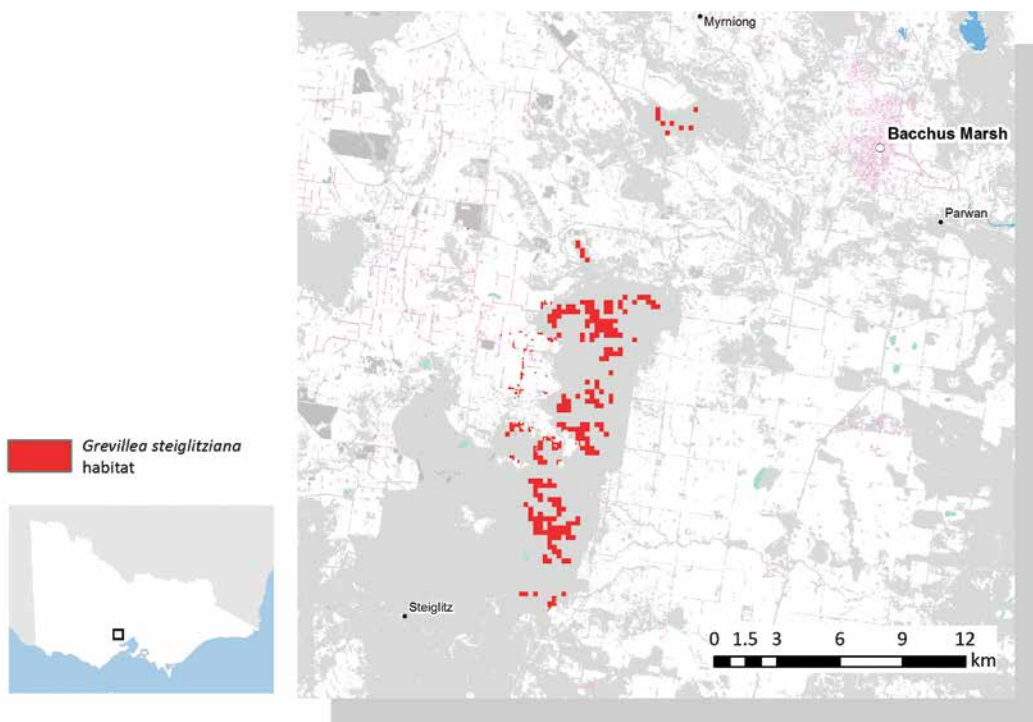 Myrniong
Bacchus Marsh
Parwan
Grevillea steiglitziana
habitat
Steiglitz
0 1.5 3 6 9 12
km